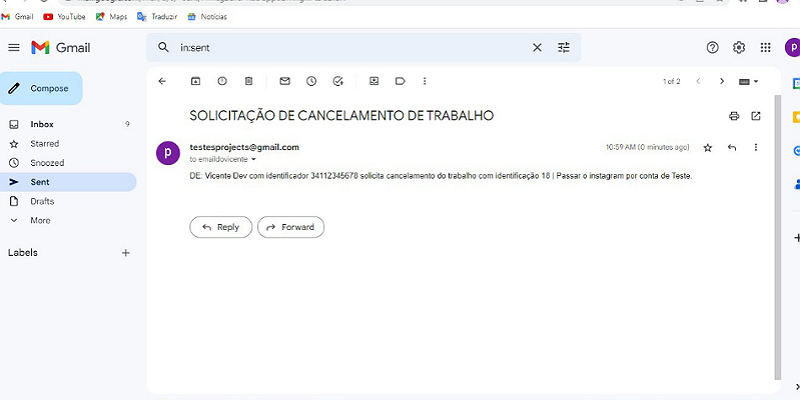 Gmail YouTube Maps Traduzir Notícias
Gmail
in:sent
p
Compose
1 of 2
Inbox 9
SOLICITAÇÃO DE CANCELAMENTO DE TRABALHO
Starred
p
testesprojects@gmail.com
10:59 AM (0 minutes ago)
to emaildovicente
Snoozed
DE: Vicente Dev com identificador 34112345678 solicita cancelamento do trabalho com identificação 18 | Passar o instagram por conta de Teste.
Sent
Drafts
More
Reply
Forward
Labels